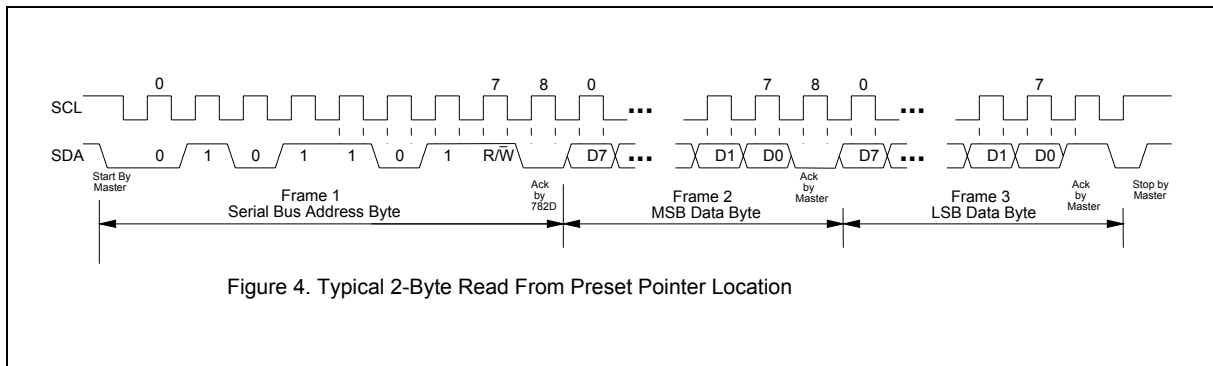 0 7 8 0 7 8 0 7
SCL ... ...
SDA 0 1 0 1 1 0 1 R/W̅ D7 ... D1 D0 D7 ... D1 D0
Start By
Master
Ack
by
782D
Ack
by
Master
Ack
by
Master
Stop by
Master
Frame 1
Serial Bus Address Byte
Frame 2
MSB Data Byte
Frame 3
LSB Data Byte
Figure 4. Typical 2-Byte Read From Preset Pointer Location